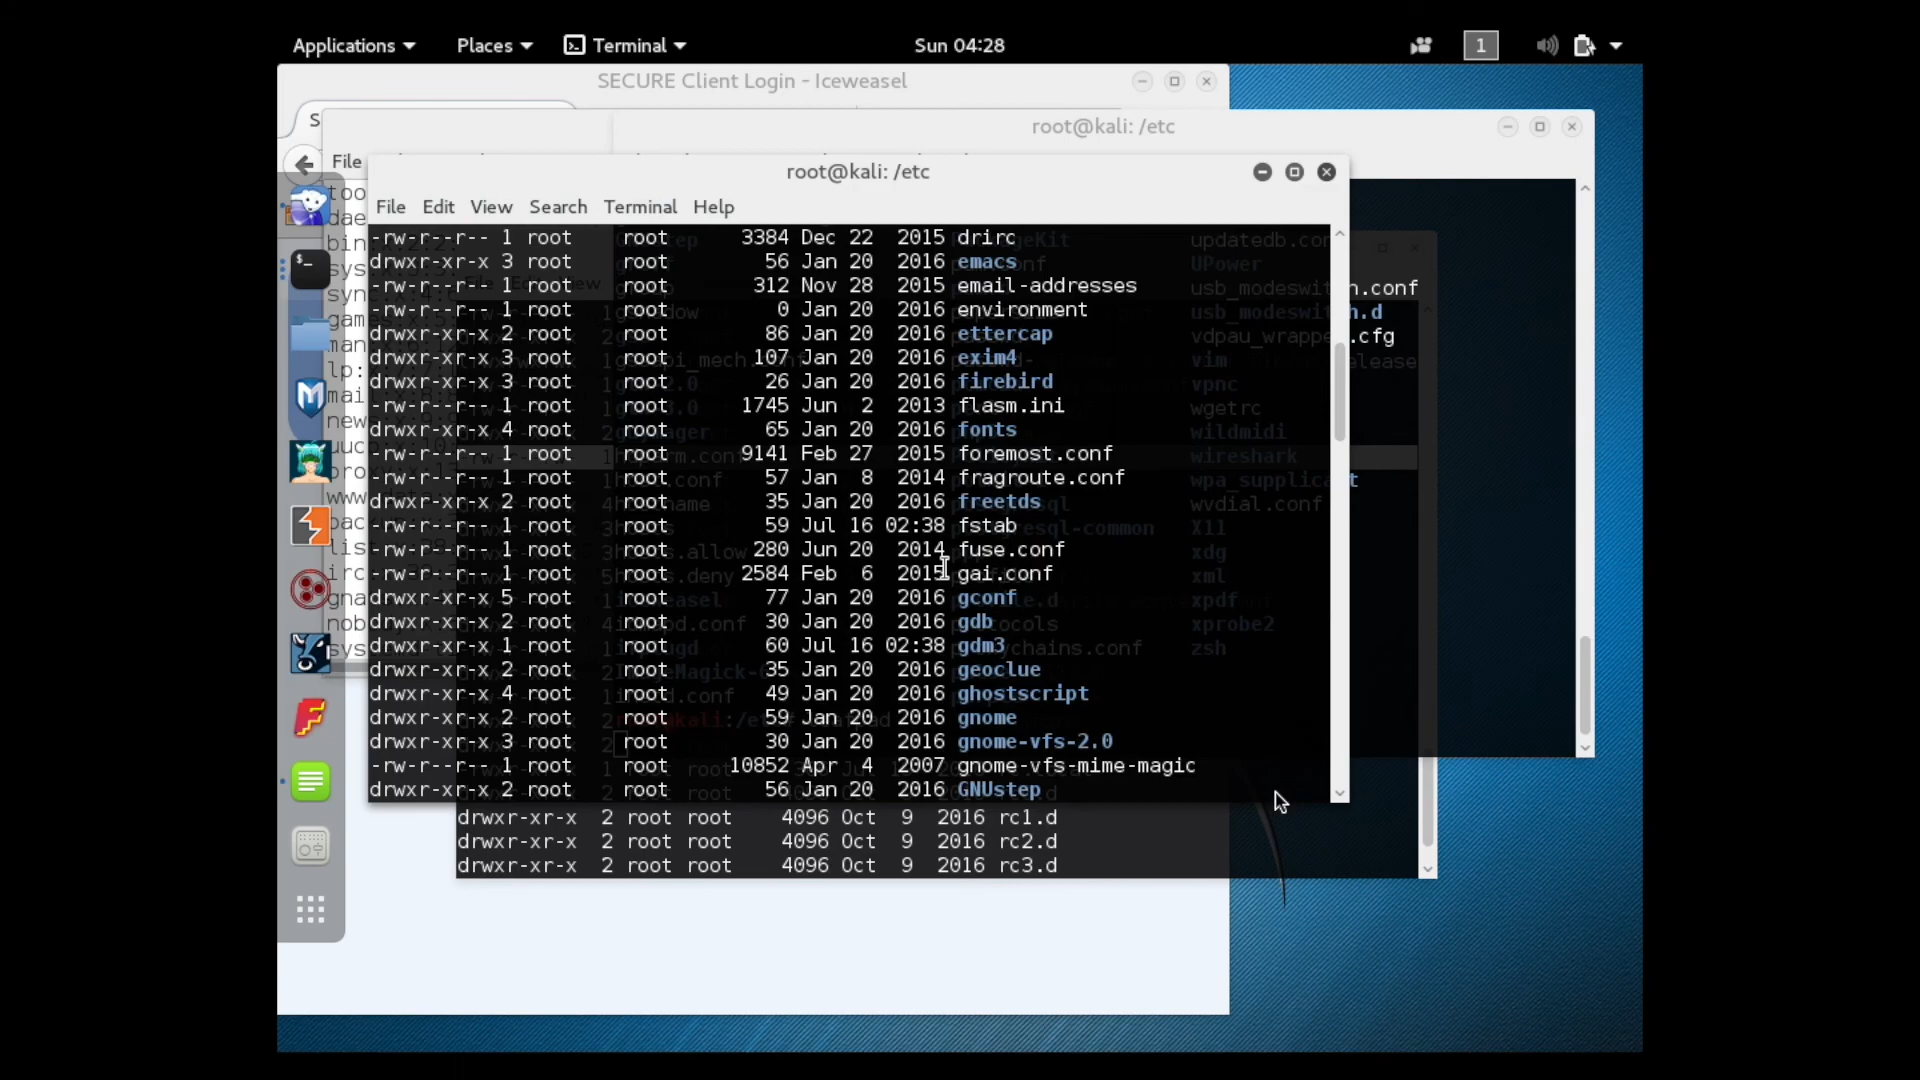 Applications Places Terminal Sun 04:28 1
SECURE Client Login - Iceweasel
S
root@kali: /etc
File
root@kali: /etc
File Edit View Search Terminal Help
-rw-r--r-- 1 root root 3384 Dec 22 2015 drirc
drwxr-xr-x 3 root root 56 Jan 20 2016 emacs
-rw-r--r-- 1 root root 312 Nov 28 2015 email-addresses
-rw-r--r-- 1 root root 0 Jan 20 2016 environment
drwxr-xr-x 2 root root 86 Jan 20 2016 ettercap
drwxr-xr-x 3 root root 107 Jan 20 2016 exim4
drwxr-xr-x 3 root root 26 Jan 20 2016 firebird
-rw-r--r-- 1 root root 1745 Jun 2 2013 flasm.ini
drwxr-xr-x 4 root root 65 Jan 20 2016 fonts
-rw-r--r-- 1 root root 9141 Feb 27 2015 foremost.conf
-rw-r--r-- 1 root root 57 Jan 8 2014 fragroute.conf
drwxr-xr-x 2 root root 35 Jan 20 2016 freetds
-rw-r--r-- 1 root root 59 Jul 16 02:38 fstab
-rw-r--r-- 1 root root 280 Jun 20 2014 fuse.conf
-rw-r--r-- 1 root root 2584 Feb 6 2015 gai.conf
drwxr-xr-x 5 root root 77 Jan 20 2016 gconf
drwxr-xr-x 2 root root 30 Jan 20 2016 gdb
drwxr-xr-x 1 root root 60 Jul 16 02:38 gdm3
drwxr-xr-x 2 root root 35 Jan 20 2016 geoclue
drwxr-xr-x 4 root root 49 Jan 20 2016 ghostscript
drwxr-xr-x 2 root root 59 Jan 20 2016 gnome
drwxr-xr-x 3 root root 30 Jan 20 2016 gnome-vfs-2.0
-rw-r--r-- 1 root root 10852 Apr 4 2007 gnome-vfs-mime-magic
drwxr-xr-x 2 root root 56 Jan 20 2016 GNUstep
drwxr-xr-x 2 root root 4096 Oct 9 2016 rc1.d
drwxr-xr-x 2 root root 4096 Oct 9 2016 rc2.d
drwxr-xr-x 2 root root 4096 Oct 9 2016 rc3.d
UPower
usb_modeswitch.conf
usb_modeswitch.d
vdpau_wrapper.cfg
vim
vpnc
wgetrc
wildmidi
wireshark
wpa_supplicant
wvdial.conf
X11
xdg
xml
xpdf
xprobe2
zsh